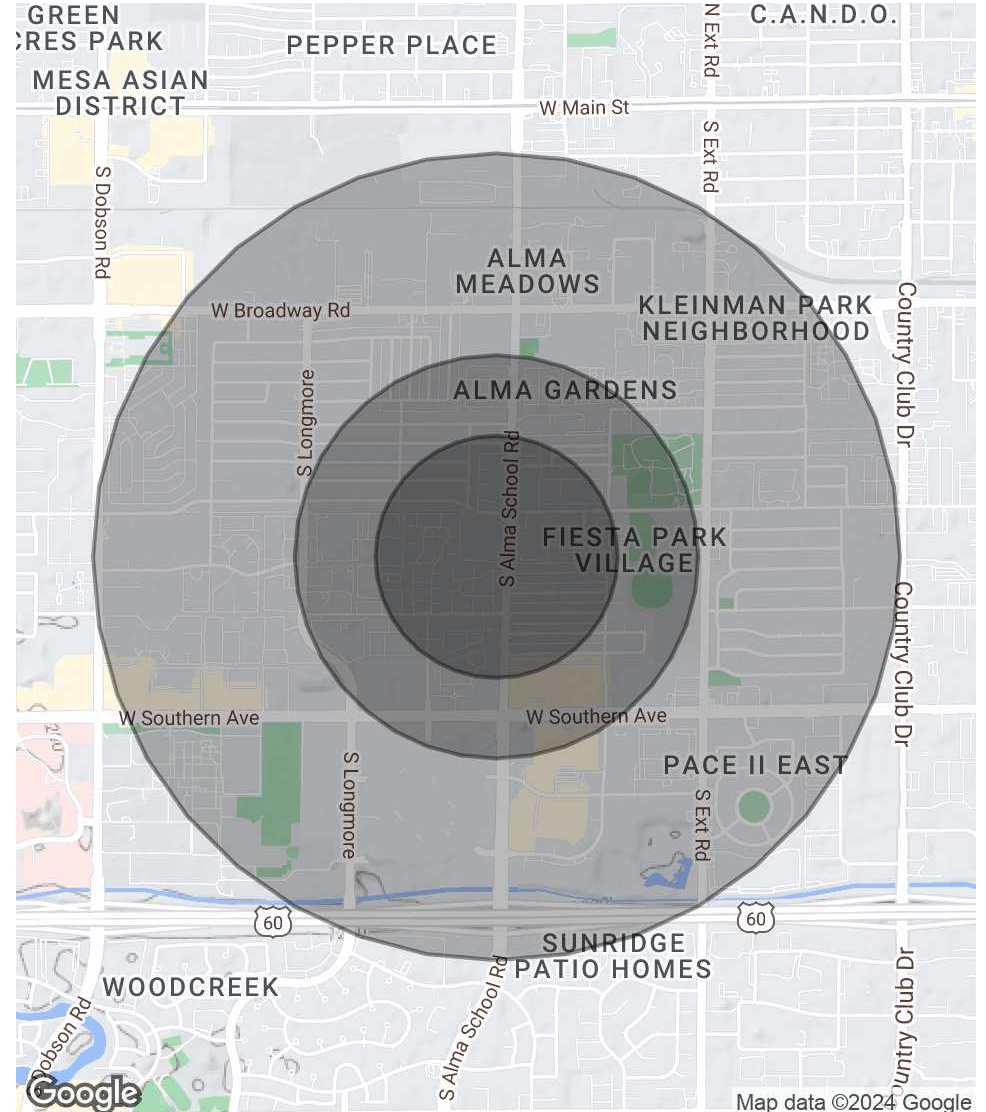 GREEN
CRES PARK
PEPPER PLACE
C.A.N.D.O.
N Ext Rd
MESA ASIAN
DISTRICT
W Main St
S Ext Rd
S Dobson Rd
ALMA
MEADOWS
W Broadway Rd
KLEINMAN PARK
NEIGHBORHOOD
Country Club Dr
ALMA GARDENS
S Longmore
S Alma School Rd
FIESTA PARK
VILLAGE
Country Club Dr
W Southern Ave
W Southern Ave
PACE II EAST
S Longmore
S Ext Rd
60
60
SUNRIDGE
PATIO HOMES
WOODCREEK
S Dobson Rd
S Alma School Rd
ountry Club Dr
Google
Map data ©2024 Google